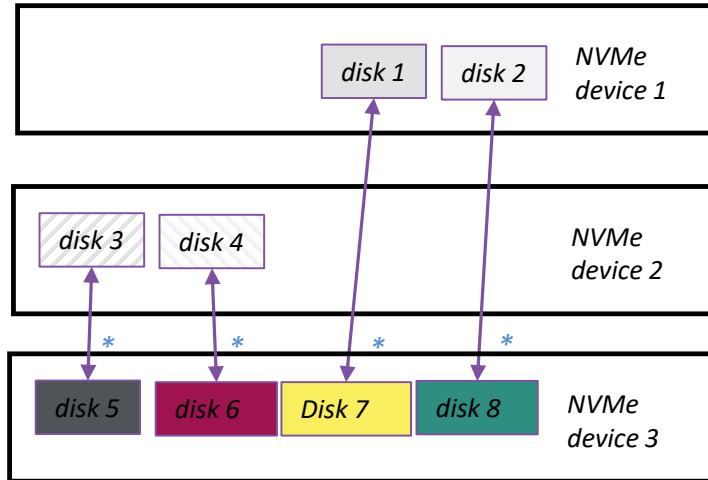 disk 1
disk 2
NVMe
device 1
disk 3
disk 4
NVMe
device 2
*
*
*
*
disk 5
disk 6
Disk 7
disk 8
NVMe
device 3